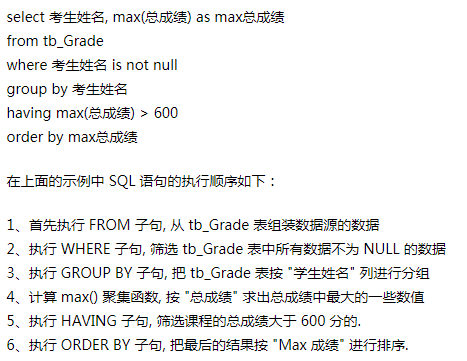 select 考生姓名, max(总成绩) as max总成绩
from tb_Grade
where 考生姓名 is not null
group by 考生姓名
having max(总成绩) > 600
order by max总成绩
在上面的示例中 SQL 语句的执行顺序如下：
1、首先执行 FROM 子句, 从 tb_Grade 表组装数据源的数据
2、执行 WHERE 子句, 筛选 tb_Grade 表中所有数据不为 NULL 的数据
3、执行 GROUP BY 子句, 把 tb_Grade 表按 "学生姓名" 列进行分组
4、计算 max() 聚集函数, 按 "总成绩" 求出总成绩中最大的一些数值
5、执行 HAVING 子句, 筛选课程的总成绩大于 600 分的.
6、执行 ORDER BY 子句, 把最后的结果按 "Max 成绩" 进行排序.